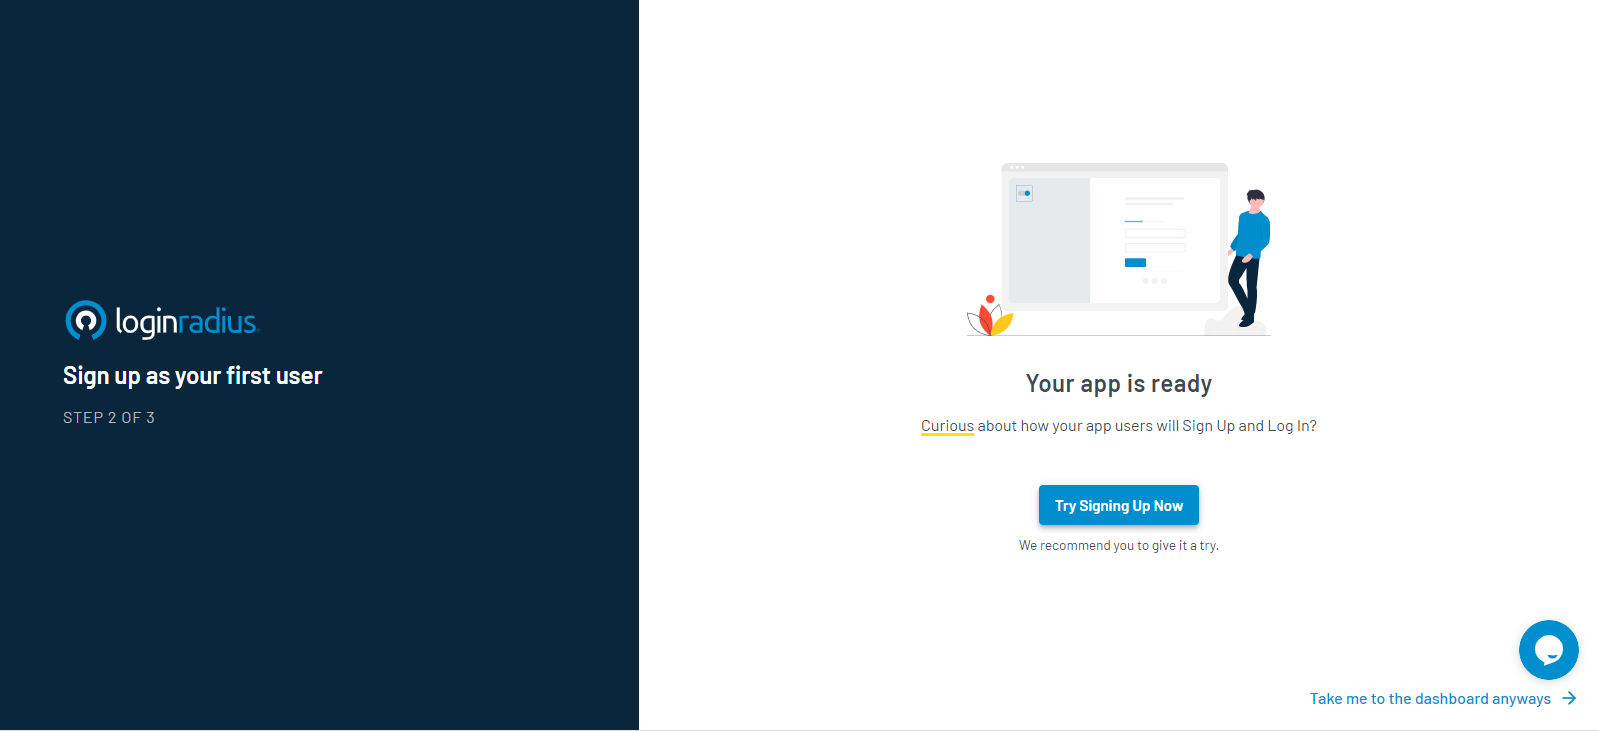 loginradius
Sign up as your first user
STEP 2 OF 3
Your app is ready
Curious about how your app users will Sign Up and Log In?
Try Signing Up Now
We recommend you to give it a try.
Take me to the dashboard anyways